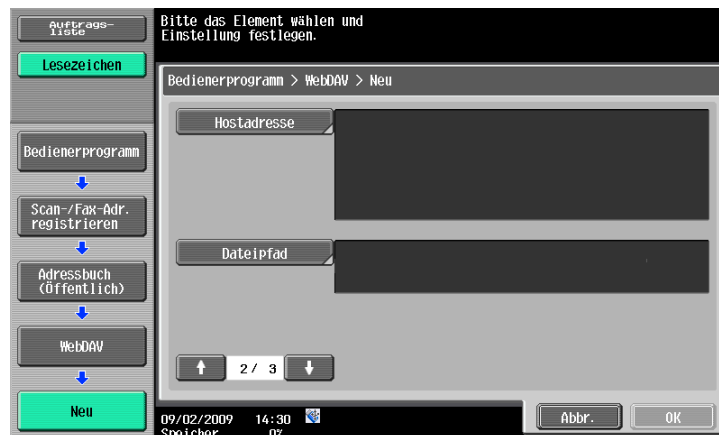 Auftrags-
liste
Lesezeichen
Bedienerprogramm
Scan-/Fax-Adr.
registrieren
Adressbuch
(Öffentlich)
WebDAV
Neu
Bitte das Element wählen und
Einstellung festlegen.
Bedienerprogramm > WebDAV > Neu
Hostadresse
Dateipfad
2/ 3
09/02/2009 14:30
Speicher 0%
Abbr.
OK